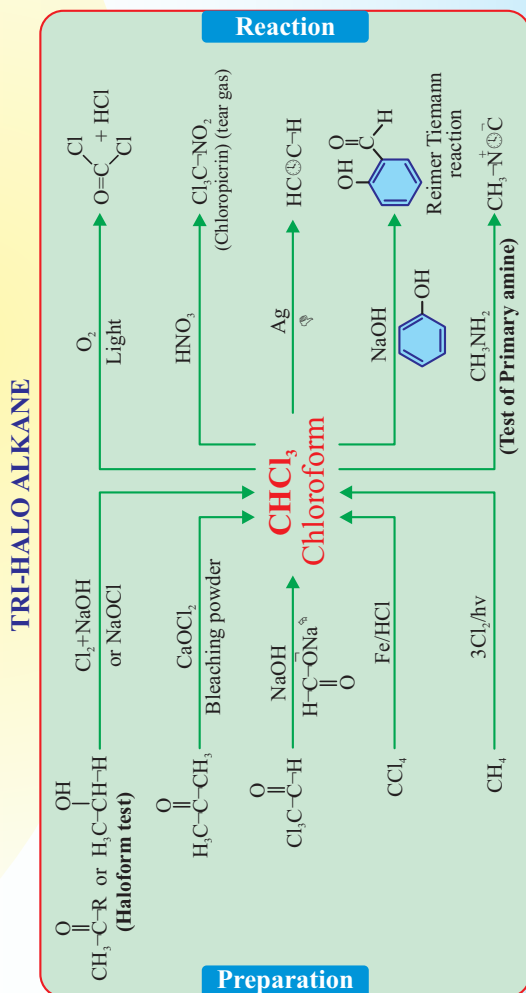 TRI-HALO ALKANE
Preparation
Reaction
O
CH₃–C–R or H₃C–CH–H
OH
(Haloform test)
Cl₂+NaOH
or NaOCl
O
H₃C–C–CH₃
CaOCl₂
Bleaching powder
O
Cl₃C–C–H
NaOH
H–C–ONa
O
CCl₄
Fe/HCl
CH₄
3Cl₂/hv
CHCl₃
Chloroform
O₂
Light
O=C
Cl
Cl
+ HCl
HNO₃
Cl₃C–NO₂
(Chloropicrin) (tear gas)
Ag
HC C–H
NaOH
OH
OH
O
C
H
Reimer Tiemann
reaction
CH₃NH₂
(Test of Primary amine)
CH₃–N⁺ C⁻